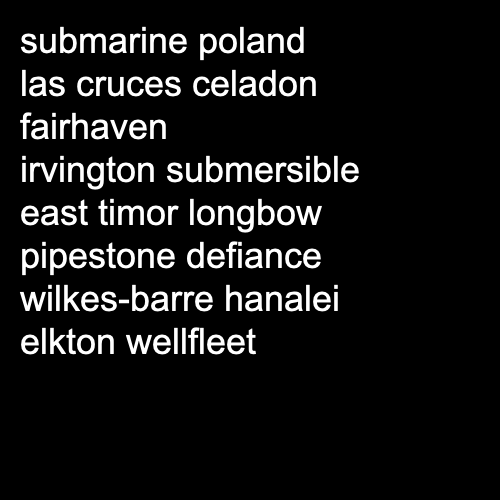 submarine poland
las cruces celadon
fairhaven
irvington submersible
east timor longbow
pipestone defiance
wilkes-barre hanalei
elkton wellfleet